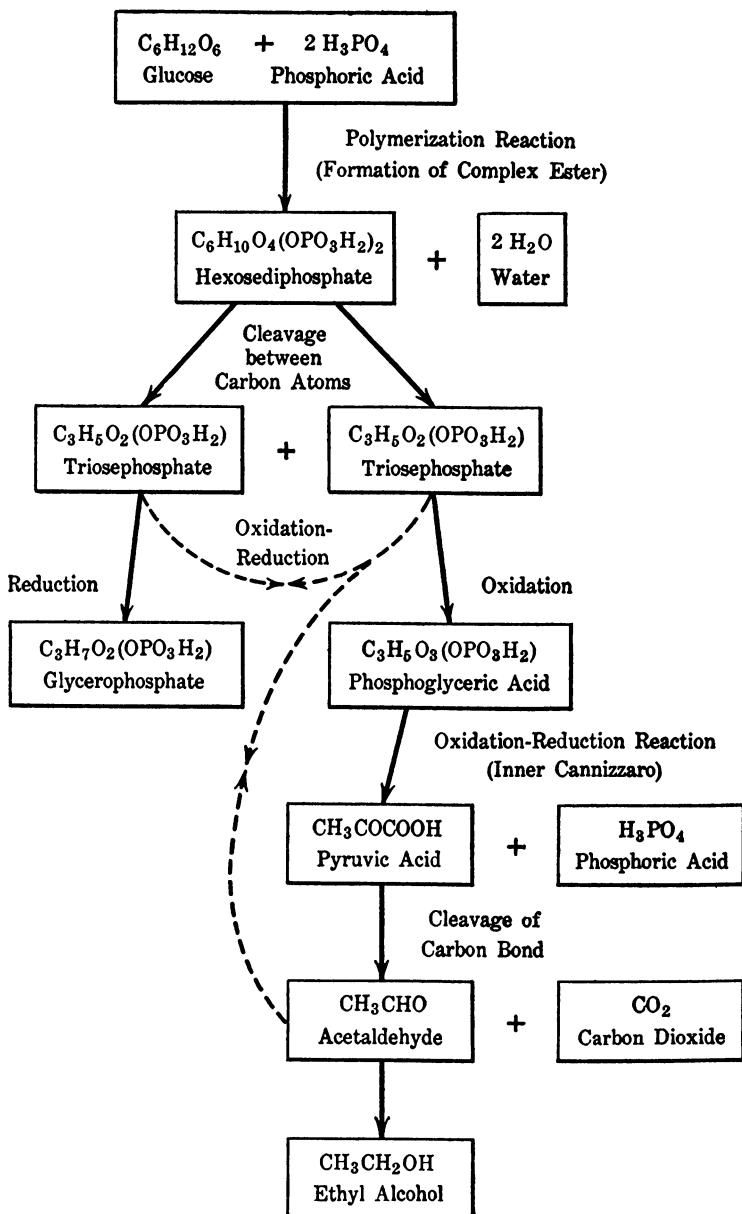 C₆H₁₂O₆ + 2 H₃PO₄
Glucose Phosphoric Acid
Polymerization Reaction
(Formation of Complex Ester)
C₆H₁₀O₄(OPO₃H₂)₂ + 2 H₂O
Hexosediphosphate Water
Cleavage
between
Carbon Atoms
C₃H₅O₂(OPO₃H₂) + C₃H₅O₂(OPO₃H₂)
Triosephosphate Triosephosphate
Oxidation-
Reduction
Reduction Oxidation
C₃H₇O₂(OPO₃H₂) C₃H₅O₃(OPO₃H₂)
Glycerophosphate Phosphoglyceric Acid
Oxidation-Reduction Reaction
(Inner Cannizzaro)
CH₃COCOOH + H₃PO₄
Pyruvic Acid Phosphoric Acid
Cleavage of
Carbon Bond
CH₃CHO + CO₂
Acetaldehyde Carbon Dioxide
CH₃CH₂OH
Ethyl Alcohol